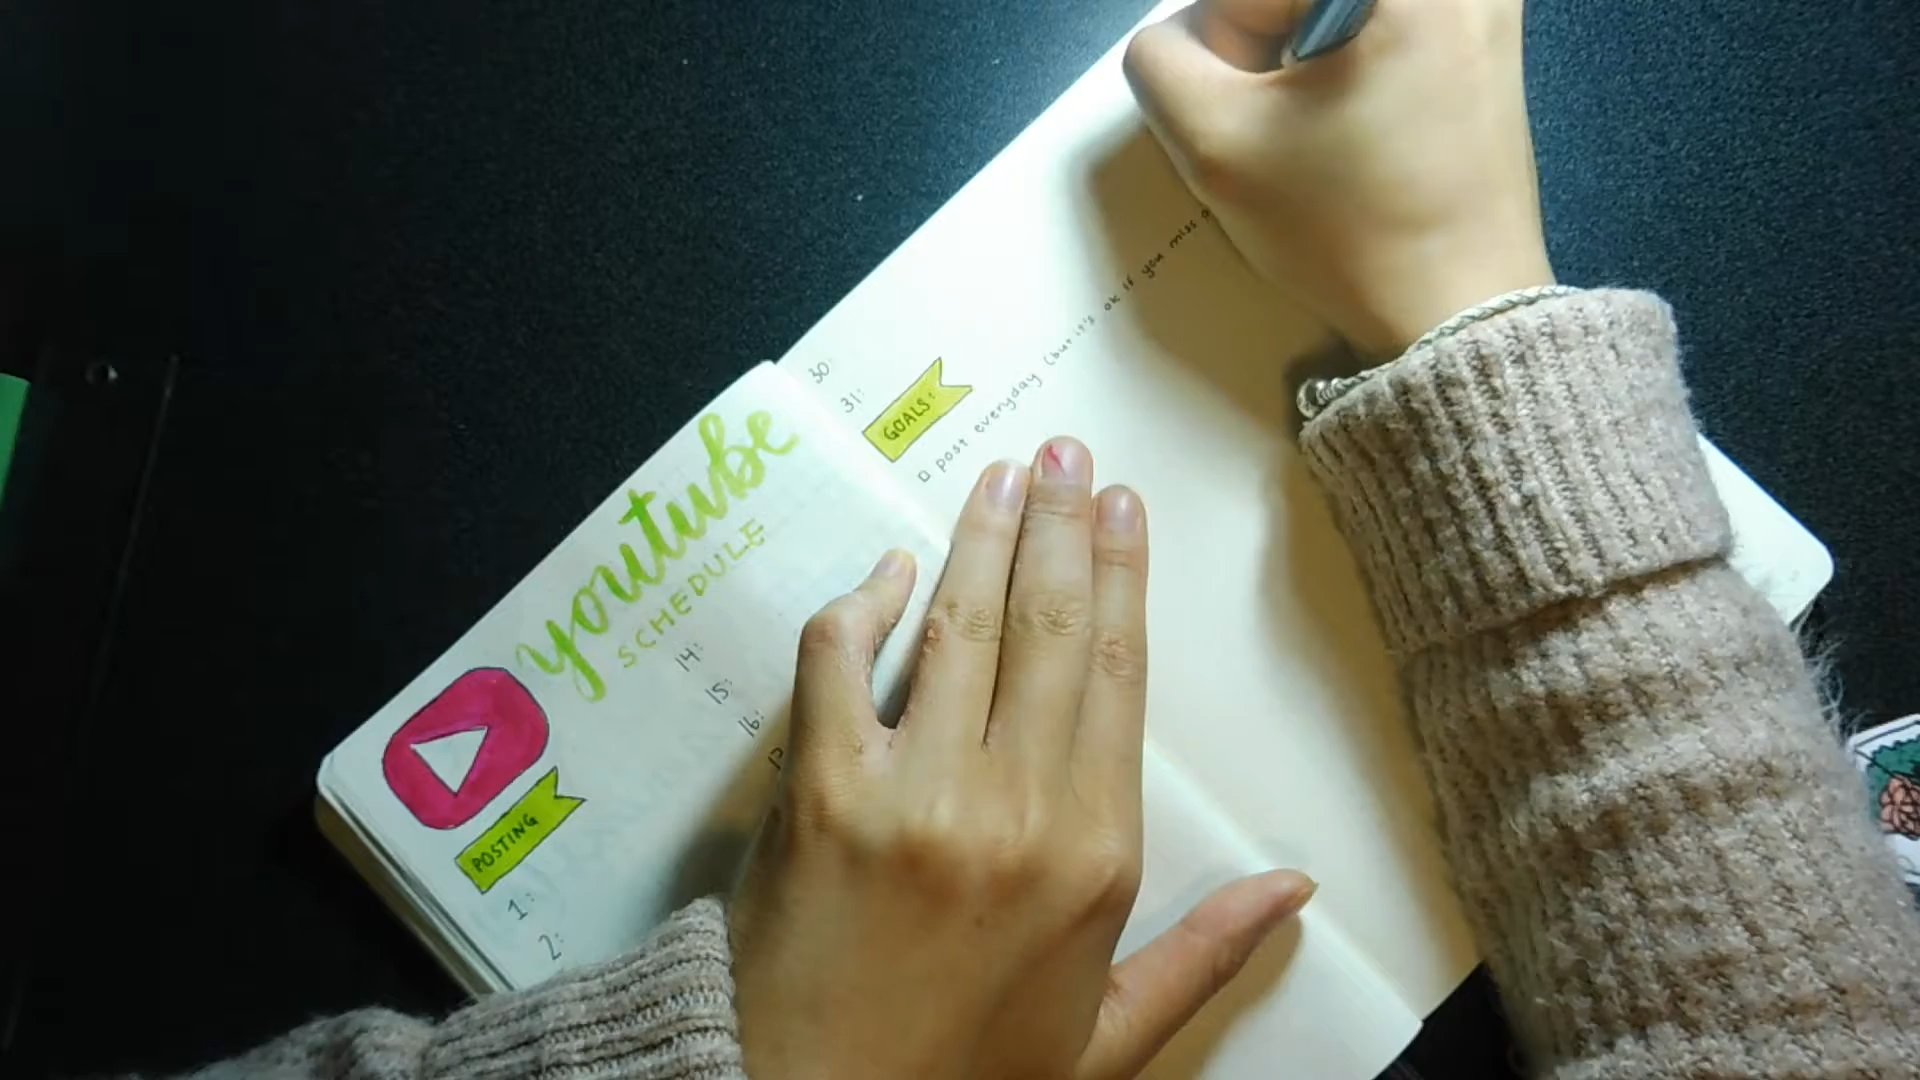 youtube
SCHEDULE
POSTING
1:
2:
14:
15:
16:
17
30:
31:
GOALS:
□ post everyday (but it's ok if you miss a